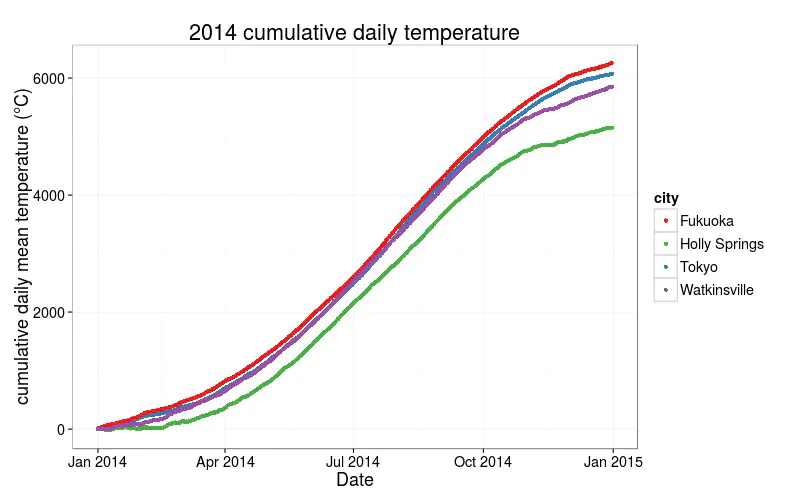 2014 cumulative daily temperature
cumulative daily mean temperature (°C)
6000
4000
2000
0
Jan 2014 Apr 2014 Jul 2014 Oct 2014 Jan 2015
Date
city
Fukuoka
Holly Springs
Tokyo
Watkinsville